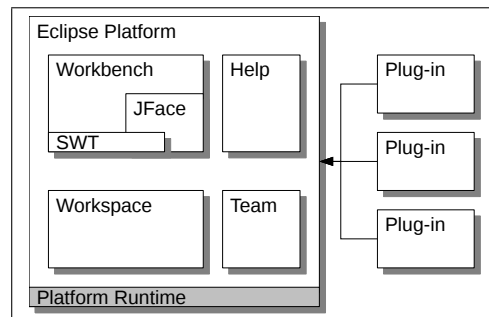 Eclipse Platform
Workbench
JFace
SWT
Help
Workspace
Team
Platform Runtime
Plug-in
Plug-in
Plug-in